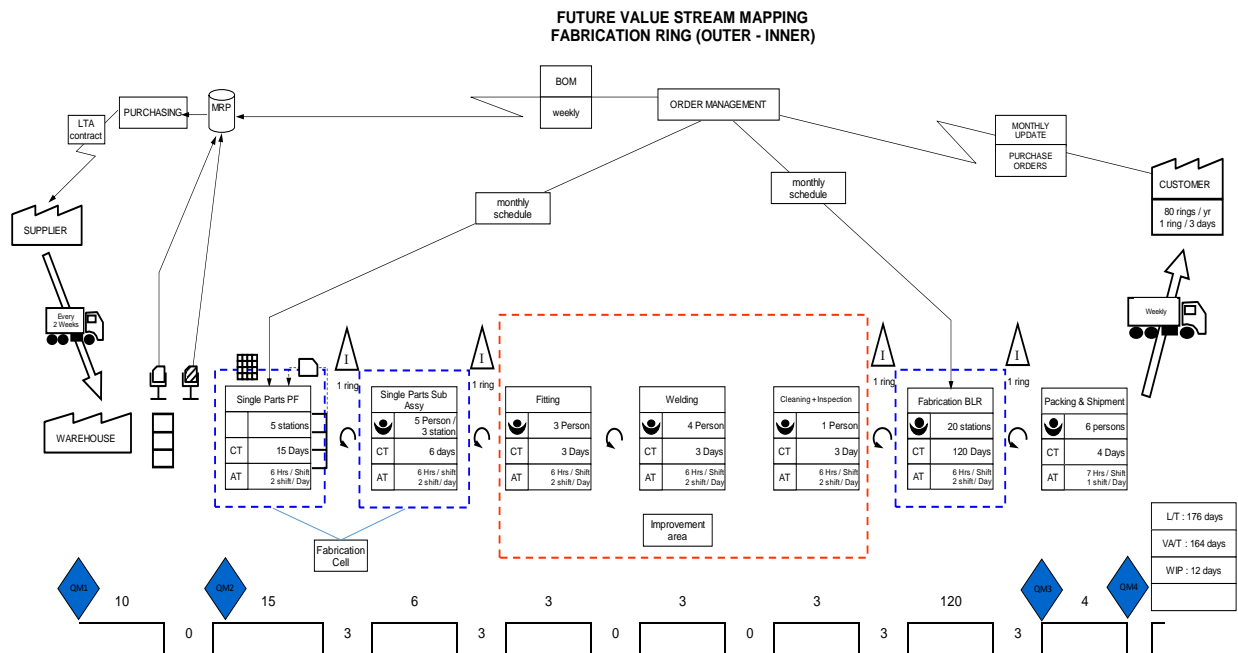 FUTURE VALUE STREAM MAPPING
FABRICATION RING (OUTER - INNER)
BOM
weekly
ORDER MANAGEMENT
PURCHASING
MRP
LTA
contract
MONTHLY
UPDATE
PURCHASE
ORDERS
CUSTOMER
80 rings / yr
1 ring / 3 days
monthly
schedule
monthly
schedule
SUPPLIER
Every
2 Weeks
Weekly
WAREHOUSE
I
1 ring
I
1 ring
I
1 ring
I
1 ring
Single Parts PF
5 stations
CT
15 Days
AT
6 Hrs / Shift
2 shift / Day
Single Parts Sub
Assy
5 Person /
3 station
CT
6 days
AT
6 Hrs / shift
2 shift / day
Fitting
3 Person
CT
3 Days
AT
6 Hrs / Shift
2 shift / Day
Welding
4 Person
CT
3 Days
AT
6 Hrs / Shift
2 shift / Day
Cleaning + Inspection
1 Person
CT
3 Day
AT
6 Hrs / Shift
2 shift / Day
Fabrication BLR
20 stations
CT
120 Days
AT
6 Hrs / Shift
2 shift / Day
Packing & Shipment
6 persons
CT
4 Days
AT
7 Hrs / Shift
1 shift / Day
Improvement
area
Fabrication
Cell
L/T : 176 days
VA/T : 164 days
WIP : 12 days
QM1
10
QM2
15
6
3
3
3
120
QM3
4
QM4
0
3
3
0
0
3
3